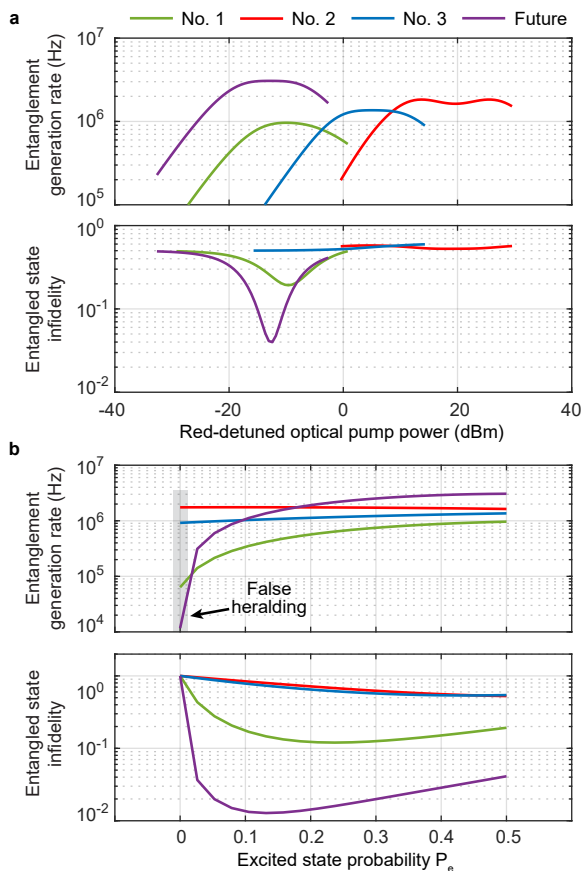 a
No. 1
No. 2
No. 3
Future
Entanglement
generation rate (Hz)
10^7
10^6
10^5
Entangled state
infidelity
10^0
10^-1
10^-2
-40
-20
0
20
40
Red-detuned optical pump power (dBm)
b
Entanglement
generation rate (Hz)
10^7
10^6
10^5
10^4
False
heralding
Entangled state
infidelity
10^0
10^-1
10^-2
0
0.1
0.2
0.3
0.4
0.5
Excited state probability P_e